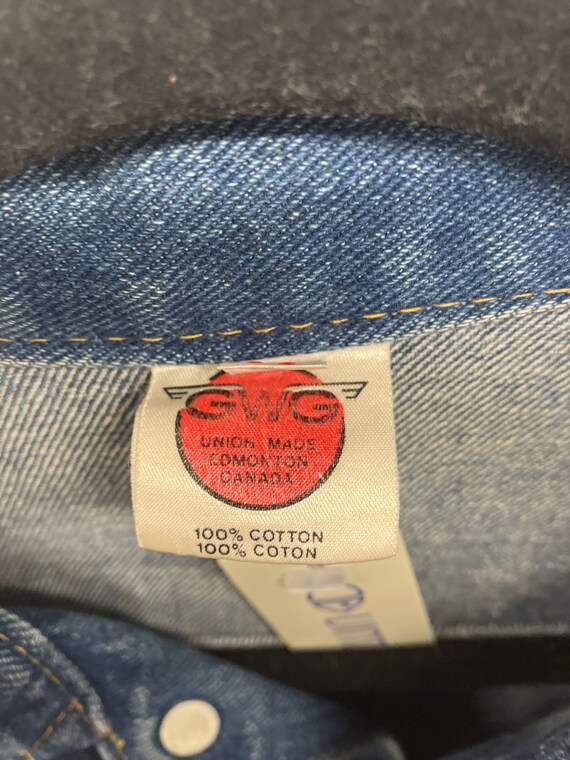 GWG
UNION MADE
EDMONTON
CANADA
100% COTTON
100% COTON